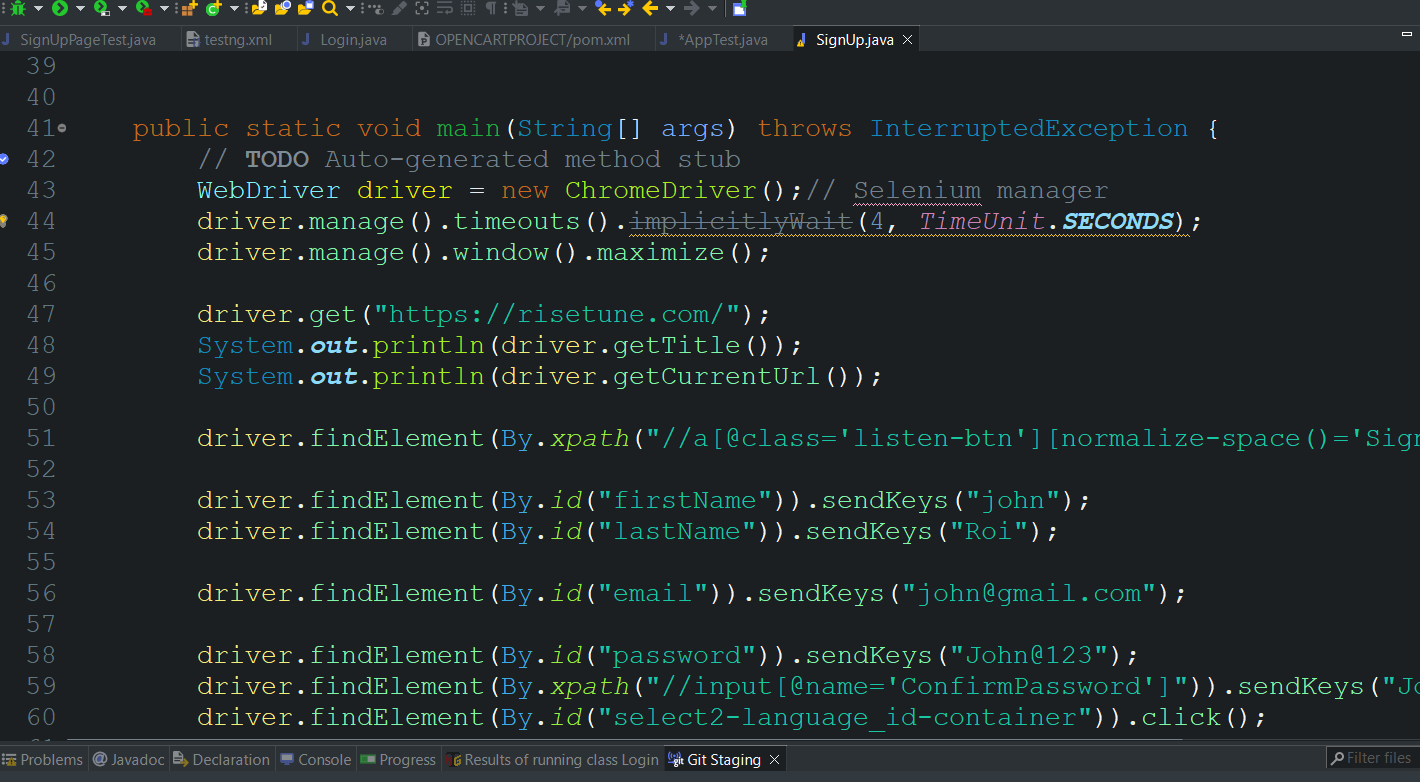 SignUpPageTest.java testng.xml Login.java OPENCARTPROJECT/pom.xml *AppTest.java SignUp.java
39
40
41 public static void main(String[] args) throws InterruptedException {
42 // TODO Auto-generated method stub
43 WebDriver driver = new ChromeDriver();// Selenium manager
44 driver.manage().timeouts().implicitlyWait(4, TimeUnit.SECONDS);
45 driver.manage().window().maximize();
46
47 driver.get("https://risetune.com/");
48 System.out.println(driver.getTitle());
49 System.out.println(driver.getCurrentUrl());
50
51 driver.findElement(By.xpath("//a[@class='listen-btn'][normalize-space()='Sign
52
53 driver.findElement(By.id("firstName")).sendKeys("john");
54 driver.findElement(By.id("lastName")).sendKeys("Roi");
55
56 driver.findElement(By.id("email")).sendKeys("john@gmail.com");
57
58 driver.findElement(By.id("password")).sendKeys("John@123");
59 driver.findElement(By.xpath("//input[@name='ConfirmPassword']")).sendKeys("Jo
60 driver.findElement(By.id("select2-language_id-container")).click();
Problems Javadoc Declaration Console Progress Results of running class Login Git Staging Filter files